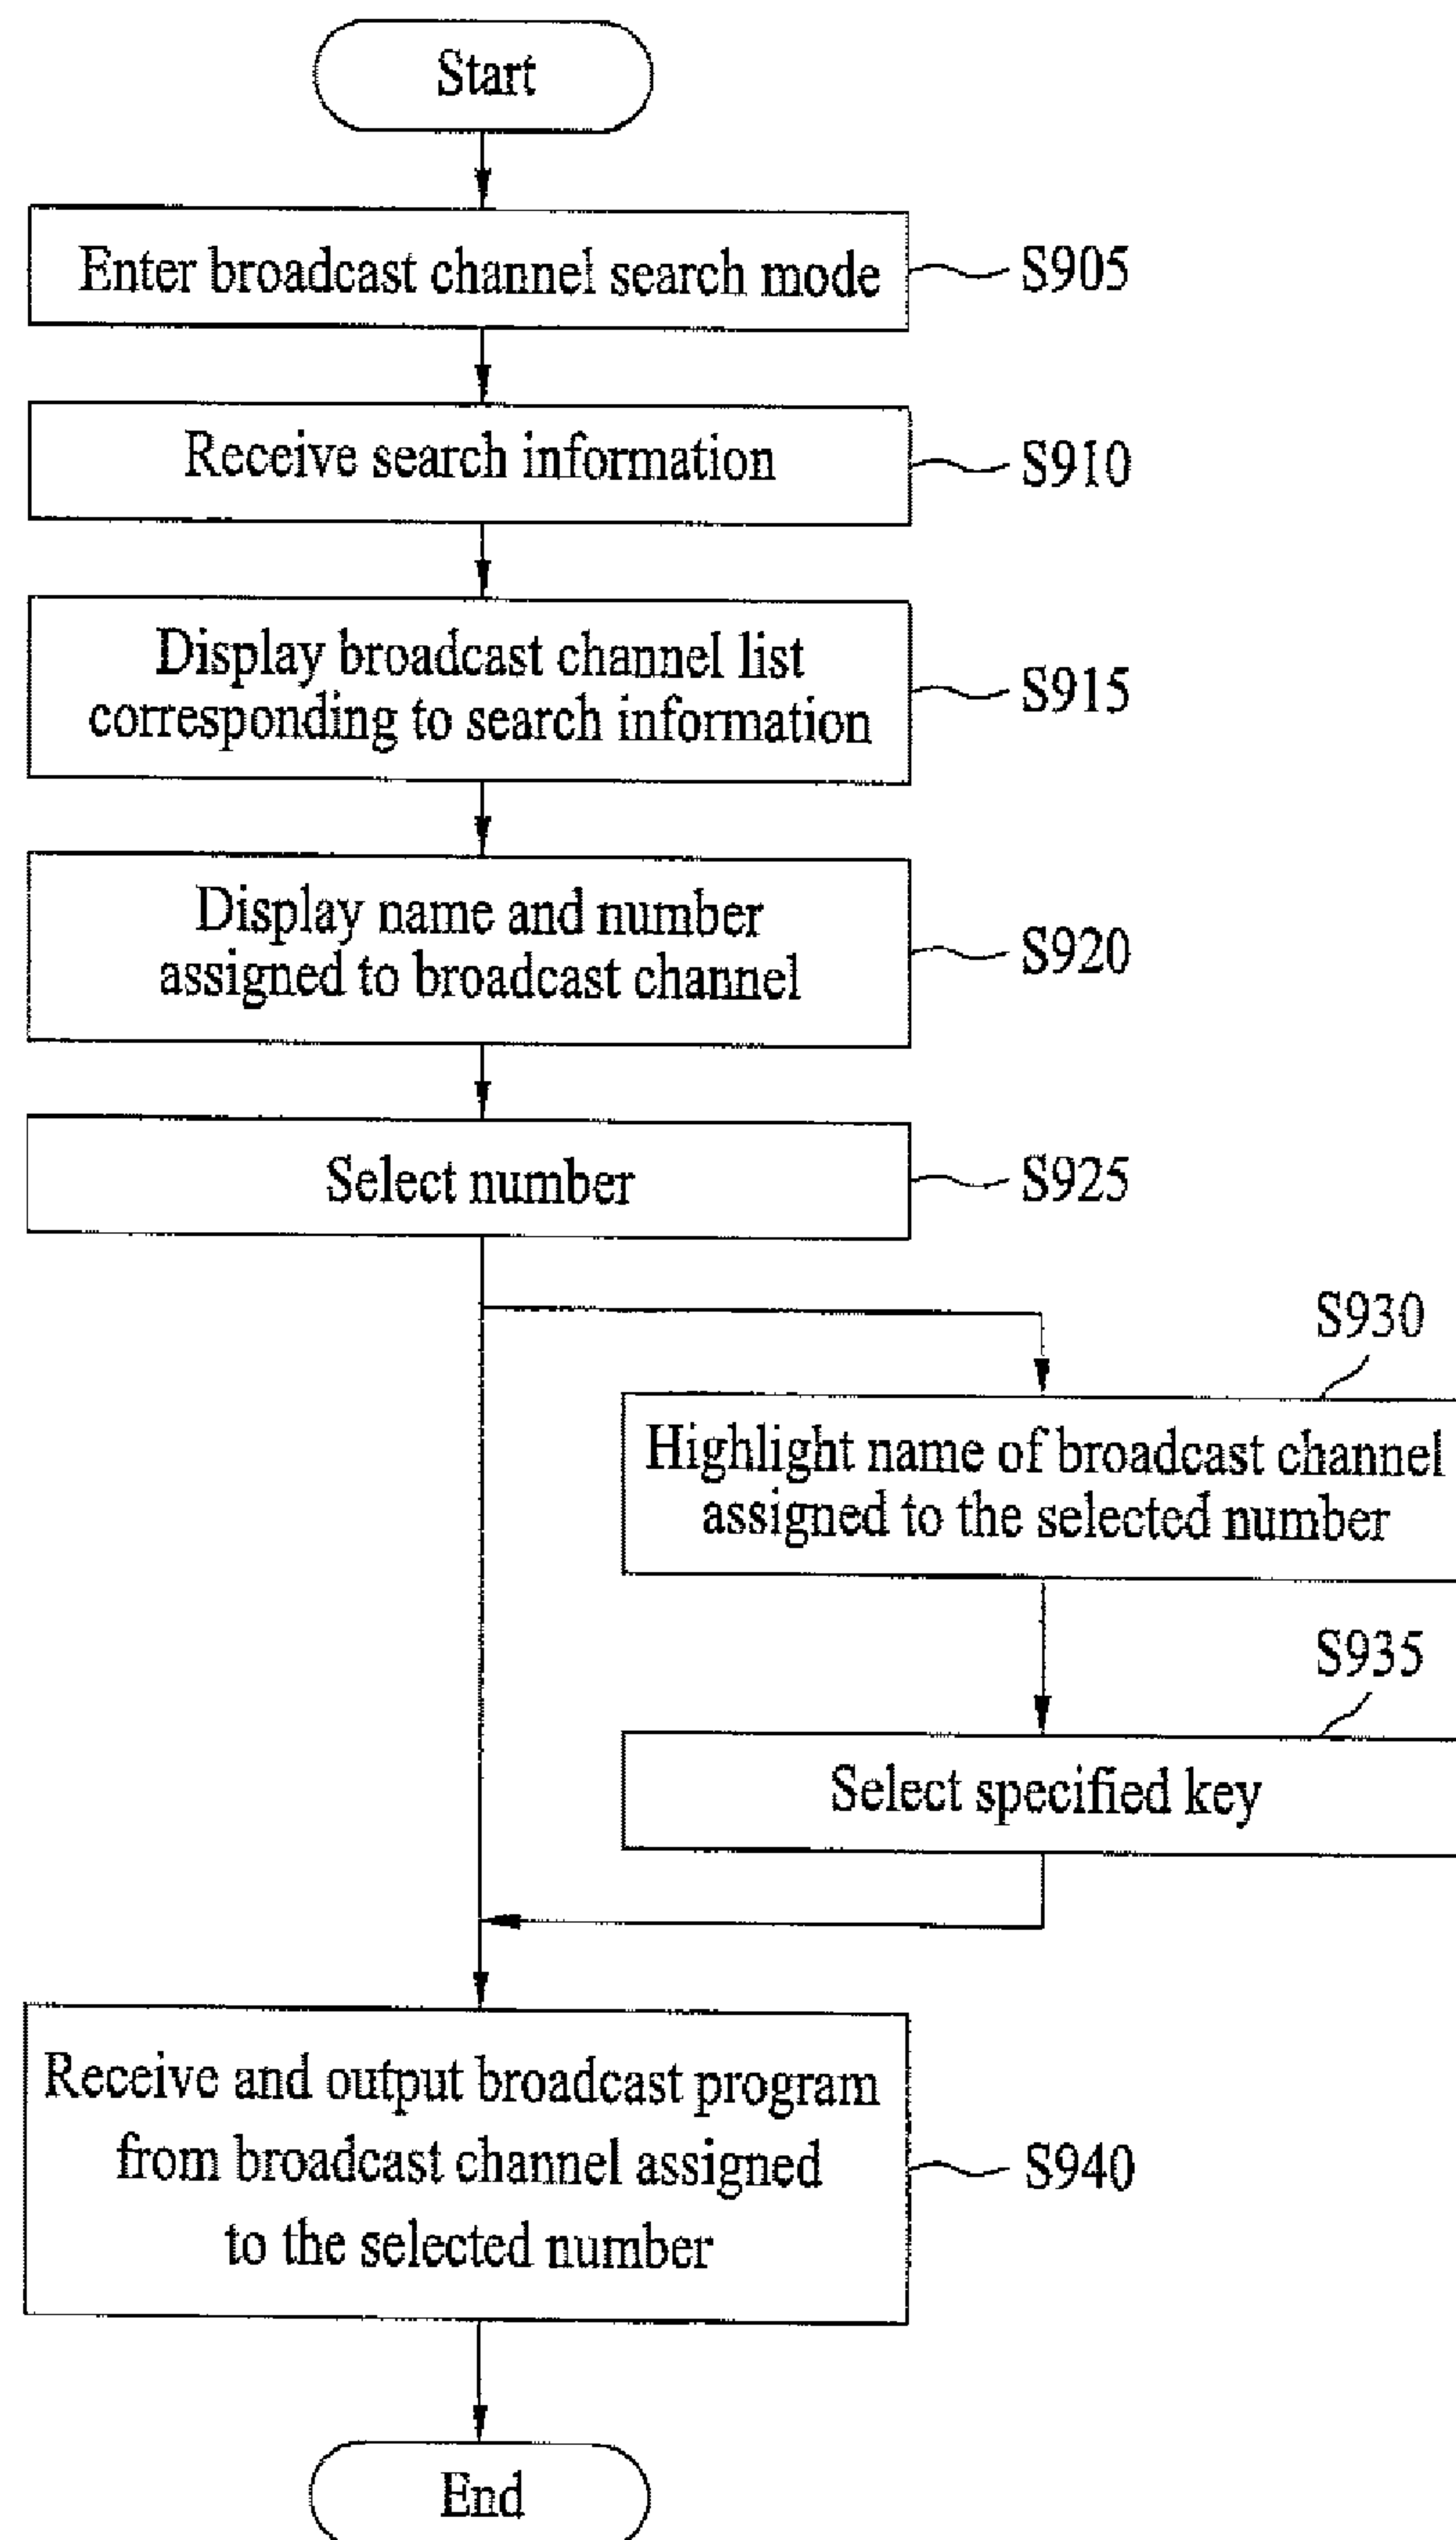 Start
Enter broadcast channel search mode
S905
Receive search information
S910
Display broadcast channel list
corresponding to search information
S915
Display name and number
assigned to broadcast channel
S920
Select number
S925
S930
Highlight name of broadcast channel
assigned to the selected number
S935
Select specified key
Receive and output broadcast program
from broadcast channel assigned
to the selected number
S940
End